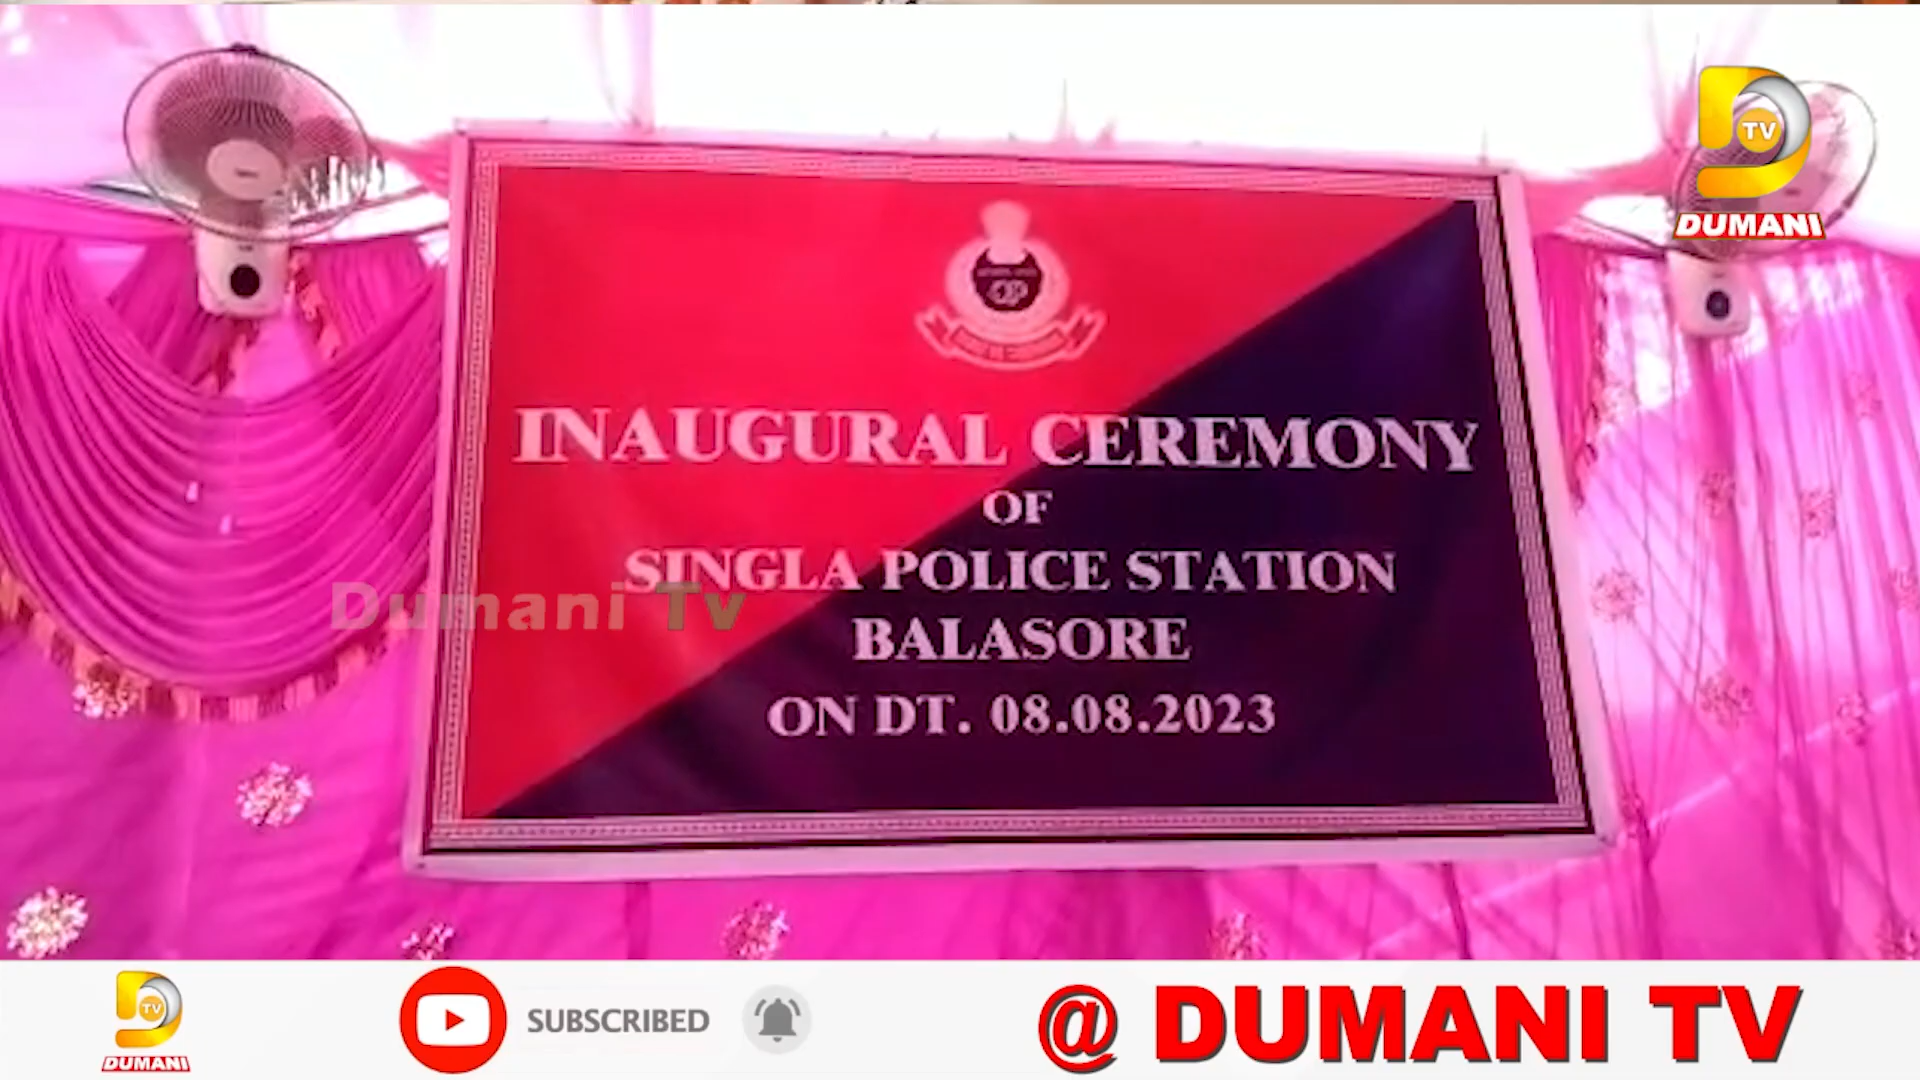 TV
DUMANI
OP
INAUGURAL CEREMONY
OF
SINGLA POLICE STATION
Dumani Tv
BALASORE
ON DT. 08.08.2023
TV
DUMANI
SUBSCRIBED
@ DUMANI TV